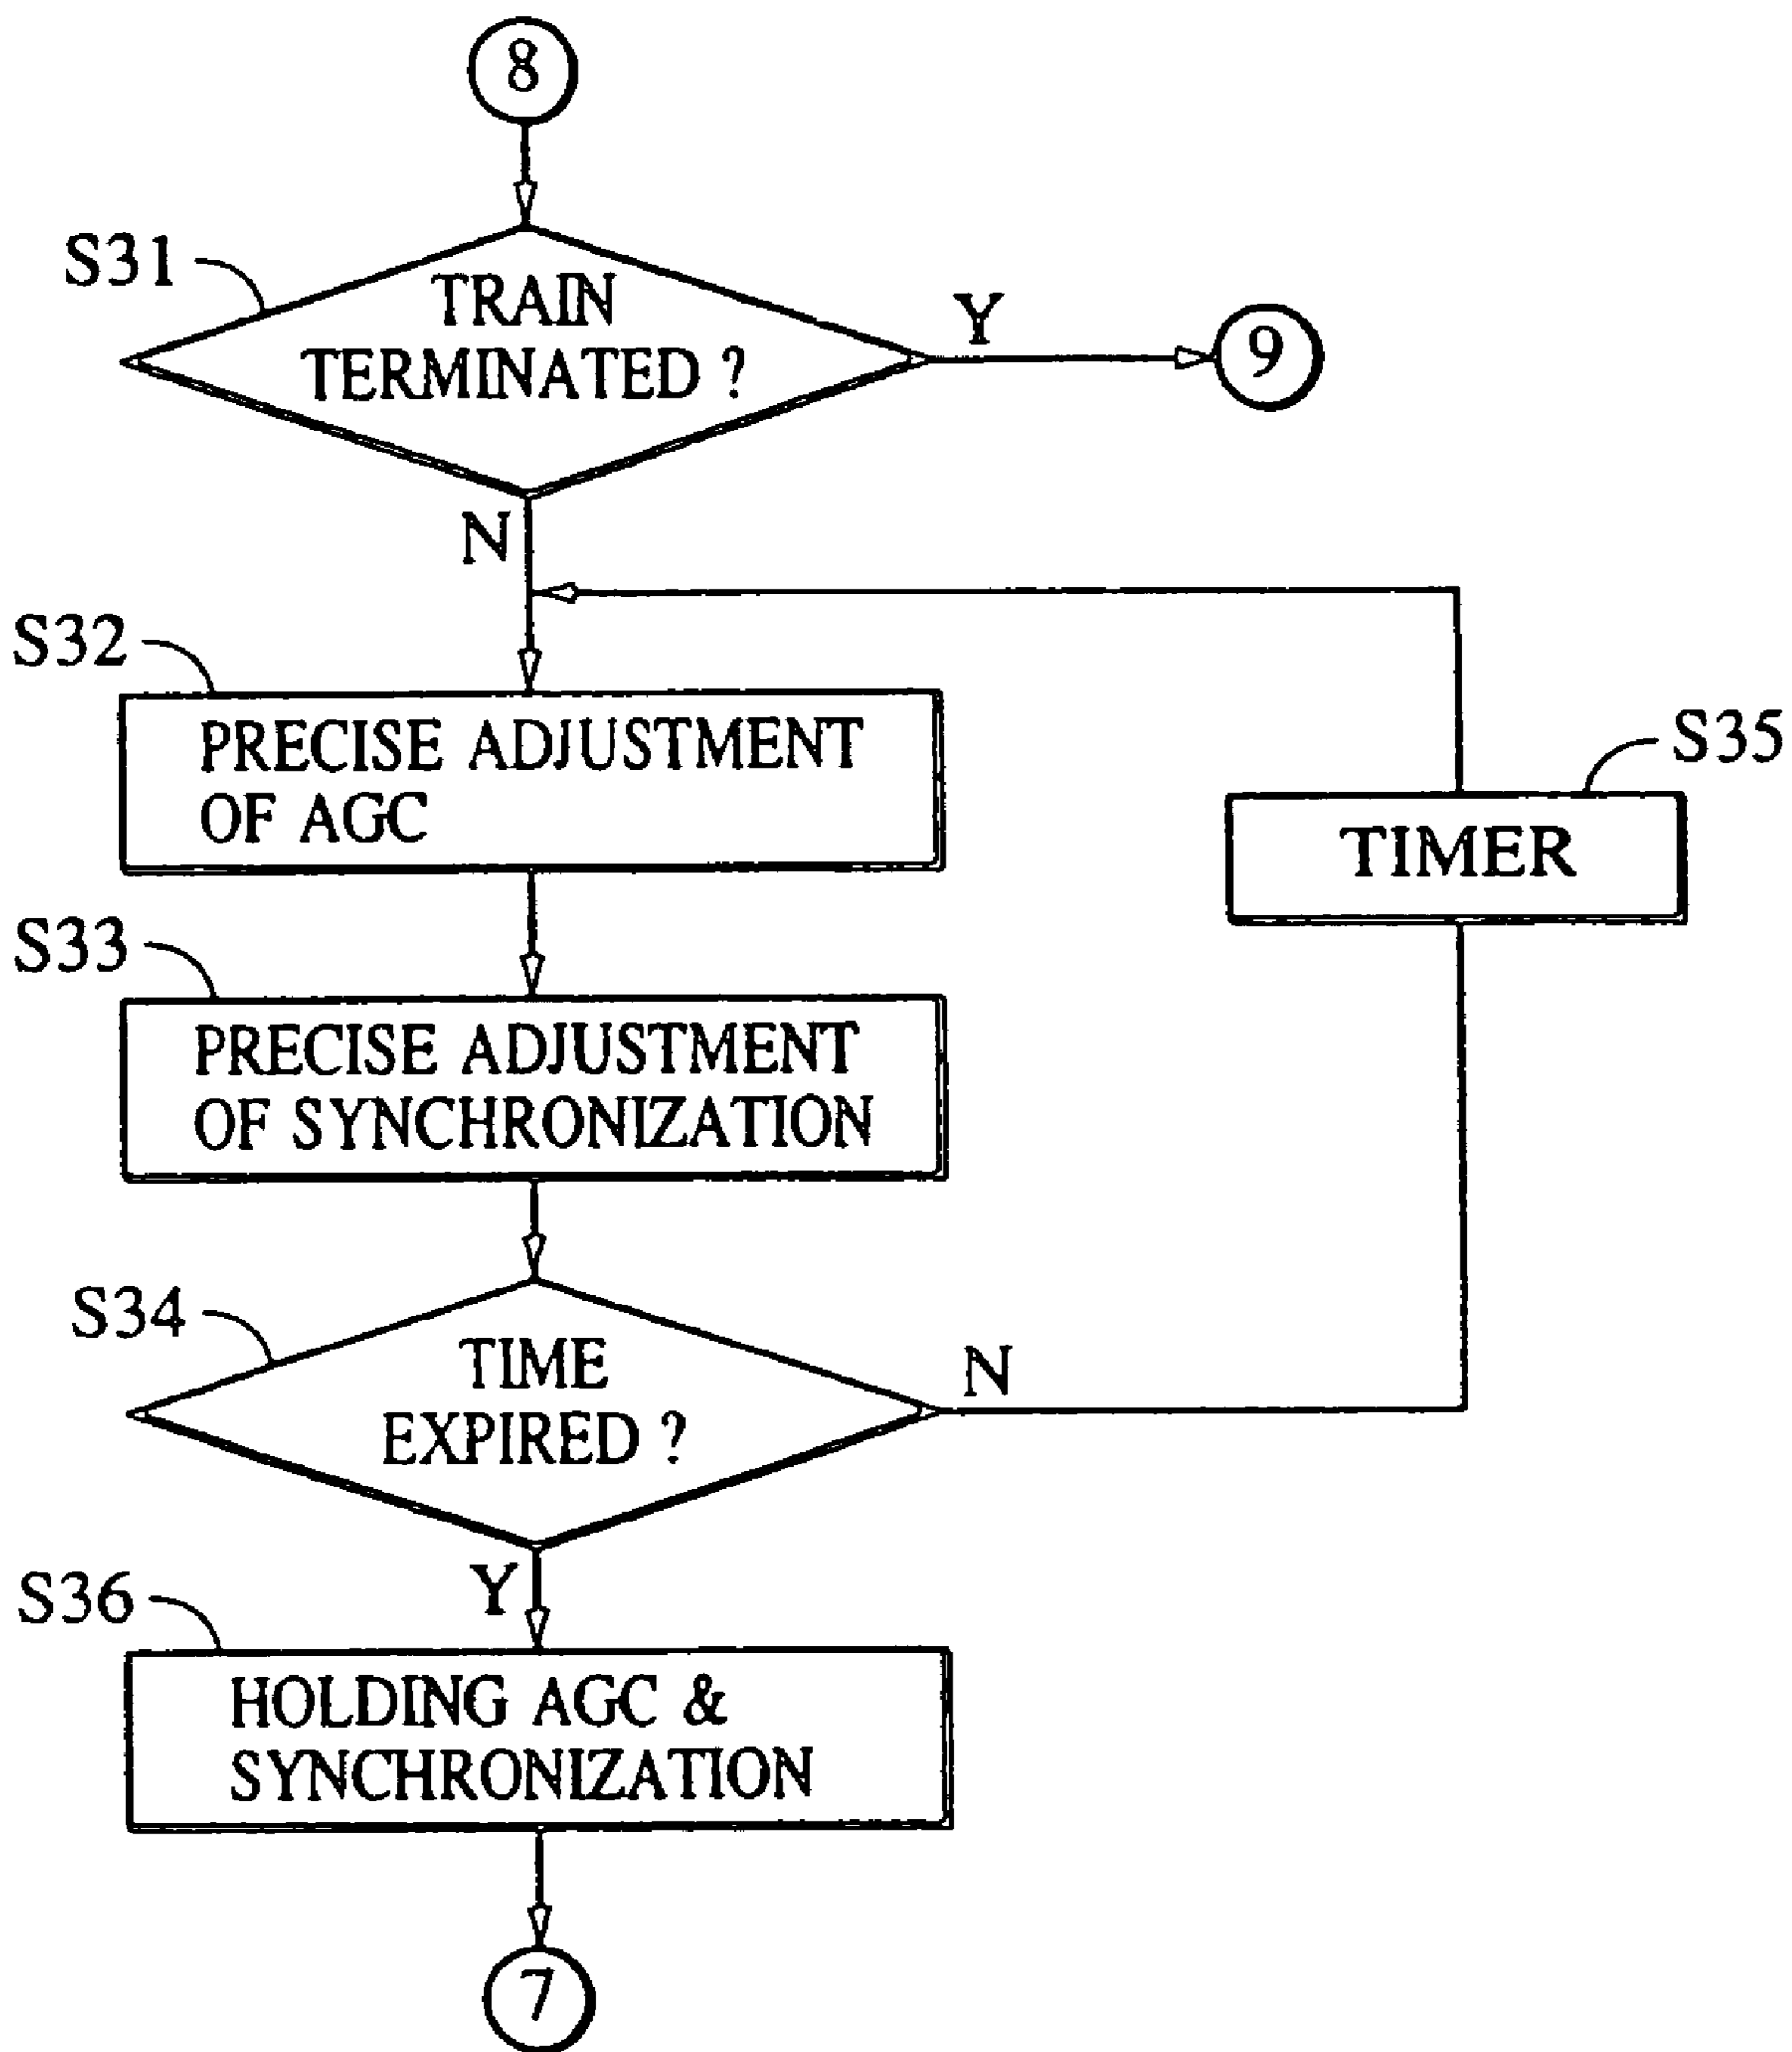 8
S31
TRAIN
TERMINATED ?
Y
9
N
S32
PRECISE ADJUSTMENT
OF AGC
S35
TIMER
S33
PRECISE ADJUSTMENT
OF SYNCHRONIZATION
S34
TIME
EXPIRED ?
N
Y
S36
HOLDING AGC &
SYNCHRONIZATION
7